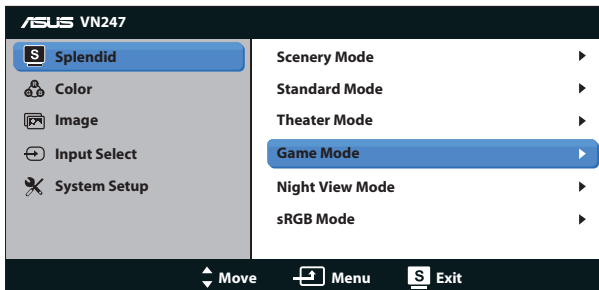 ASUS VN247
S Splendid
Color
Image
Input Select
System Setup
Scenery Mode
Standard Mode
Theater Mode
Game Mode
Night View Mode
sRGB Mode
Move Menu S Exit